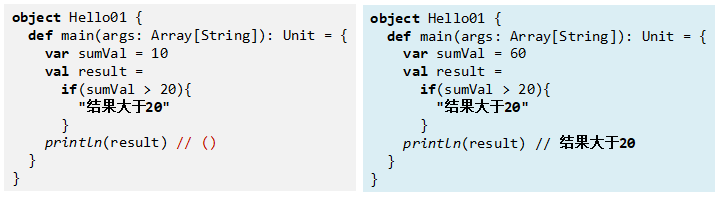 object Hello01 {
  def main(args: Array[String]): Unit = {
    var sumVal = 10
    val result =
      if(sumVal > 20){
        "结果大于20"
      }
    println(result) // ()
  }
}
object Hello01 {
  def main(args: Array[String]): Unit = {
    var sumVal = 60
    val result =
      if(sumVal > 20){
        "结果大于20"
      }
    println(result) // 结果大于20
  }
}